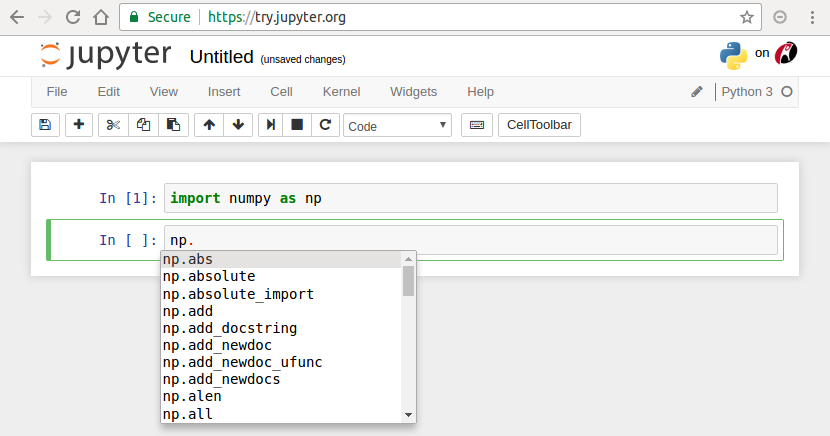 Secure https://try.jupyter.org
jupyter Untitled (unsaved changes) on
File Edit View Insert Cell Kernel Widgets Help Python 3
Code CellToolbar
In [1]: import numpy as np
In [ ]: np.
np.abs
np.absolute
np.absolute_import
np.add
np.add_docstring
np.add_newdoc
np.add_newdoc_ufunc
np.add_newdocs
np.alen
np.all